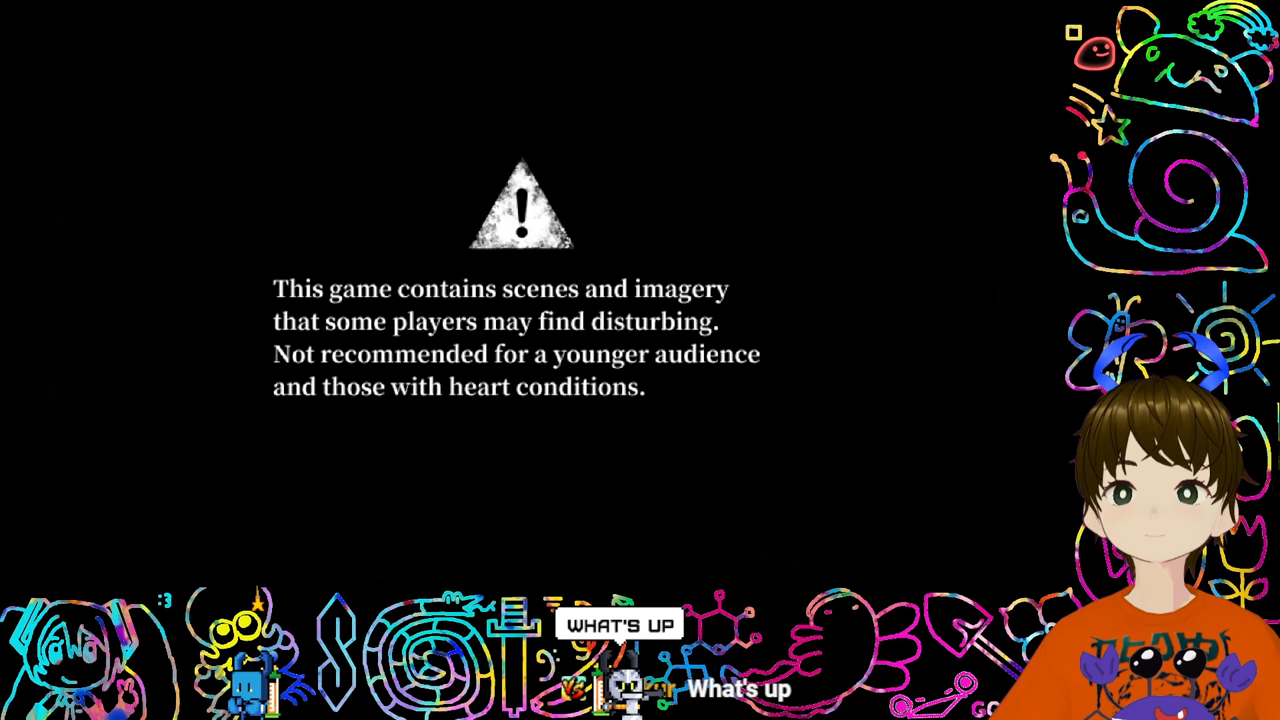 !
This game contains scenes and imagery
that some players may find disturbing.
Not recommended for a younger audience
and those with heart conditions.
:3
WHAT'S UP
What's up